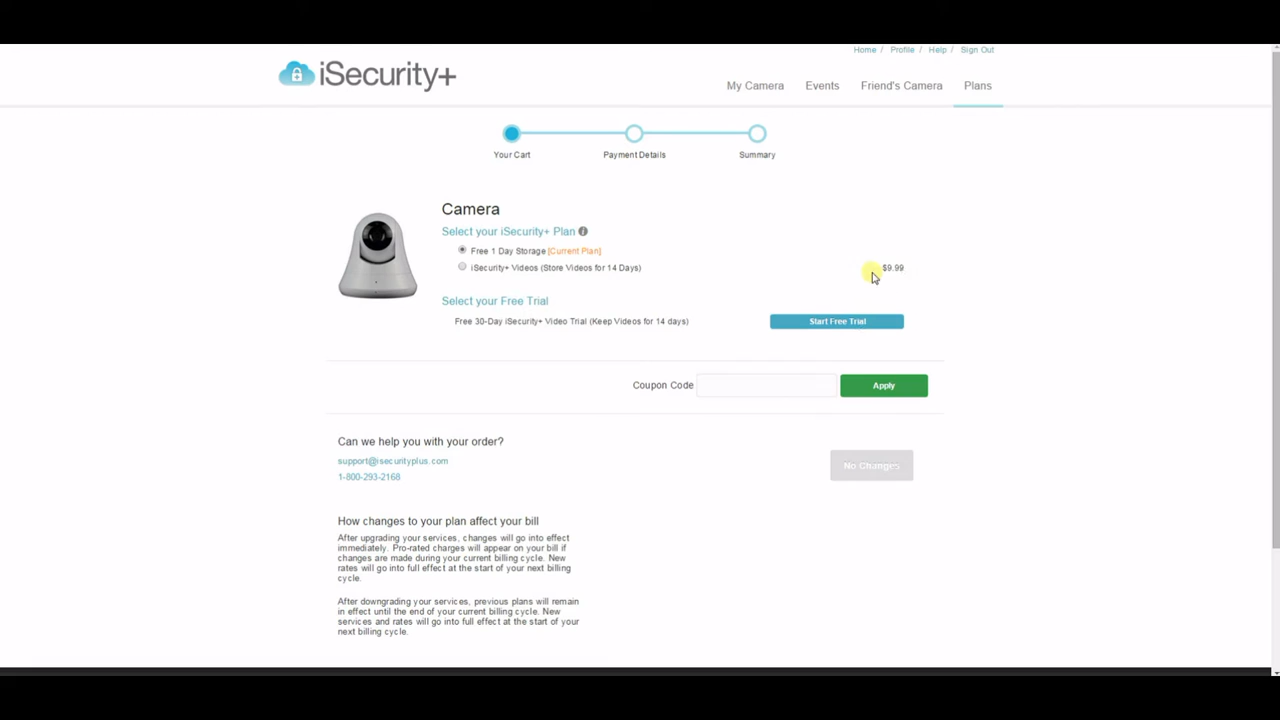 Home / Profile / Help / Sign Out
iSecurity+
My Camera Events Friend's Camera Plans
Your Cart Payment Details Summary
Camera
Select your iSecurity+ Plan
Free 1 Day Storage [Current Plan]
iSecurity+ Videos (Store Videos for 14 Days) $9.99
Select your Free Trial
Free 30-Day iSecurity+ Video Trial (Keep Videos for 14 days) Start Free Trial
Coupon Code Apply
Can we help you with your order?
support@isecurityplus.com
No Changes
1-800-293-2168
How changes to your plan affect your bill
After upgrading your services, changes will go into effect
immediately. Pro-rated charges will appear on your bill if
changes are made during your current billing cycle. New
rates will go into full effect at the start of your next billing
cycle.
After downgrading your services, previous plans will remain
in effect until the end of your current billing cycle. New
services and rates will go into full effect at the start of your
next billing cycle.